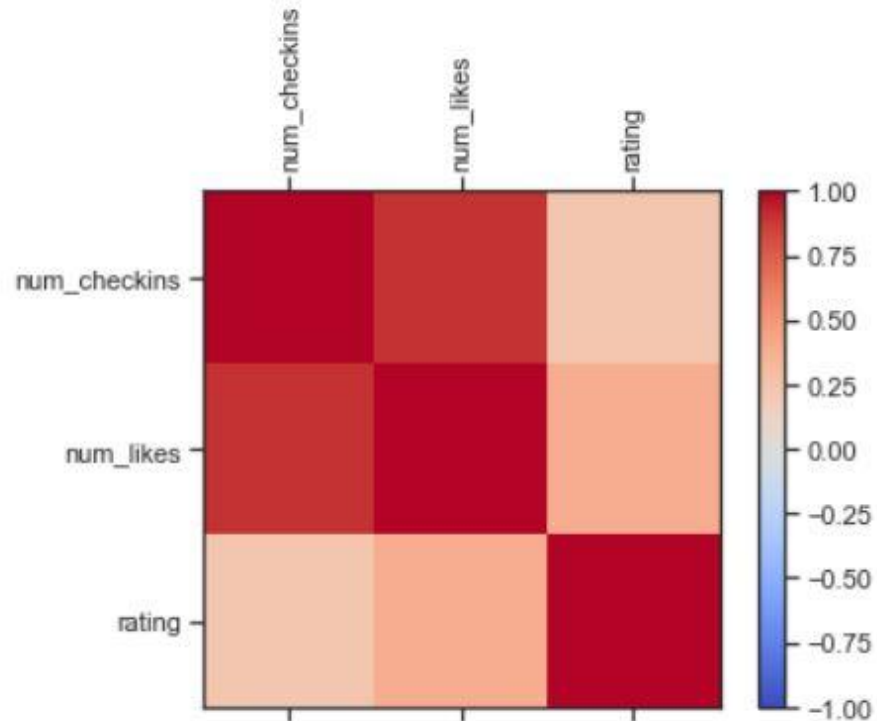 num_checkins
num_likes
rating
num_checkins
num_likes
rating
1.00
0.75
0.50
0.25
0.00
−0.25
−0.50
−0.75
−1.00